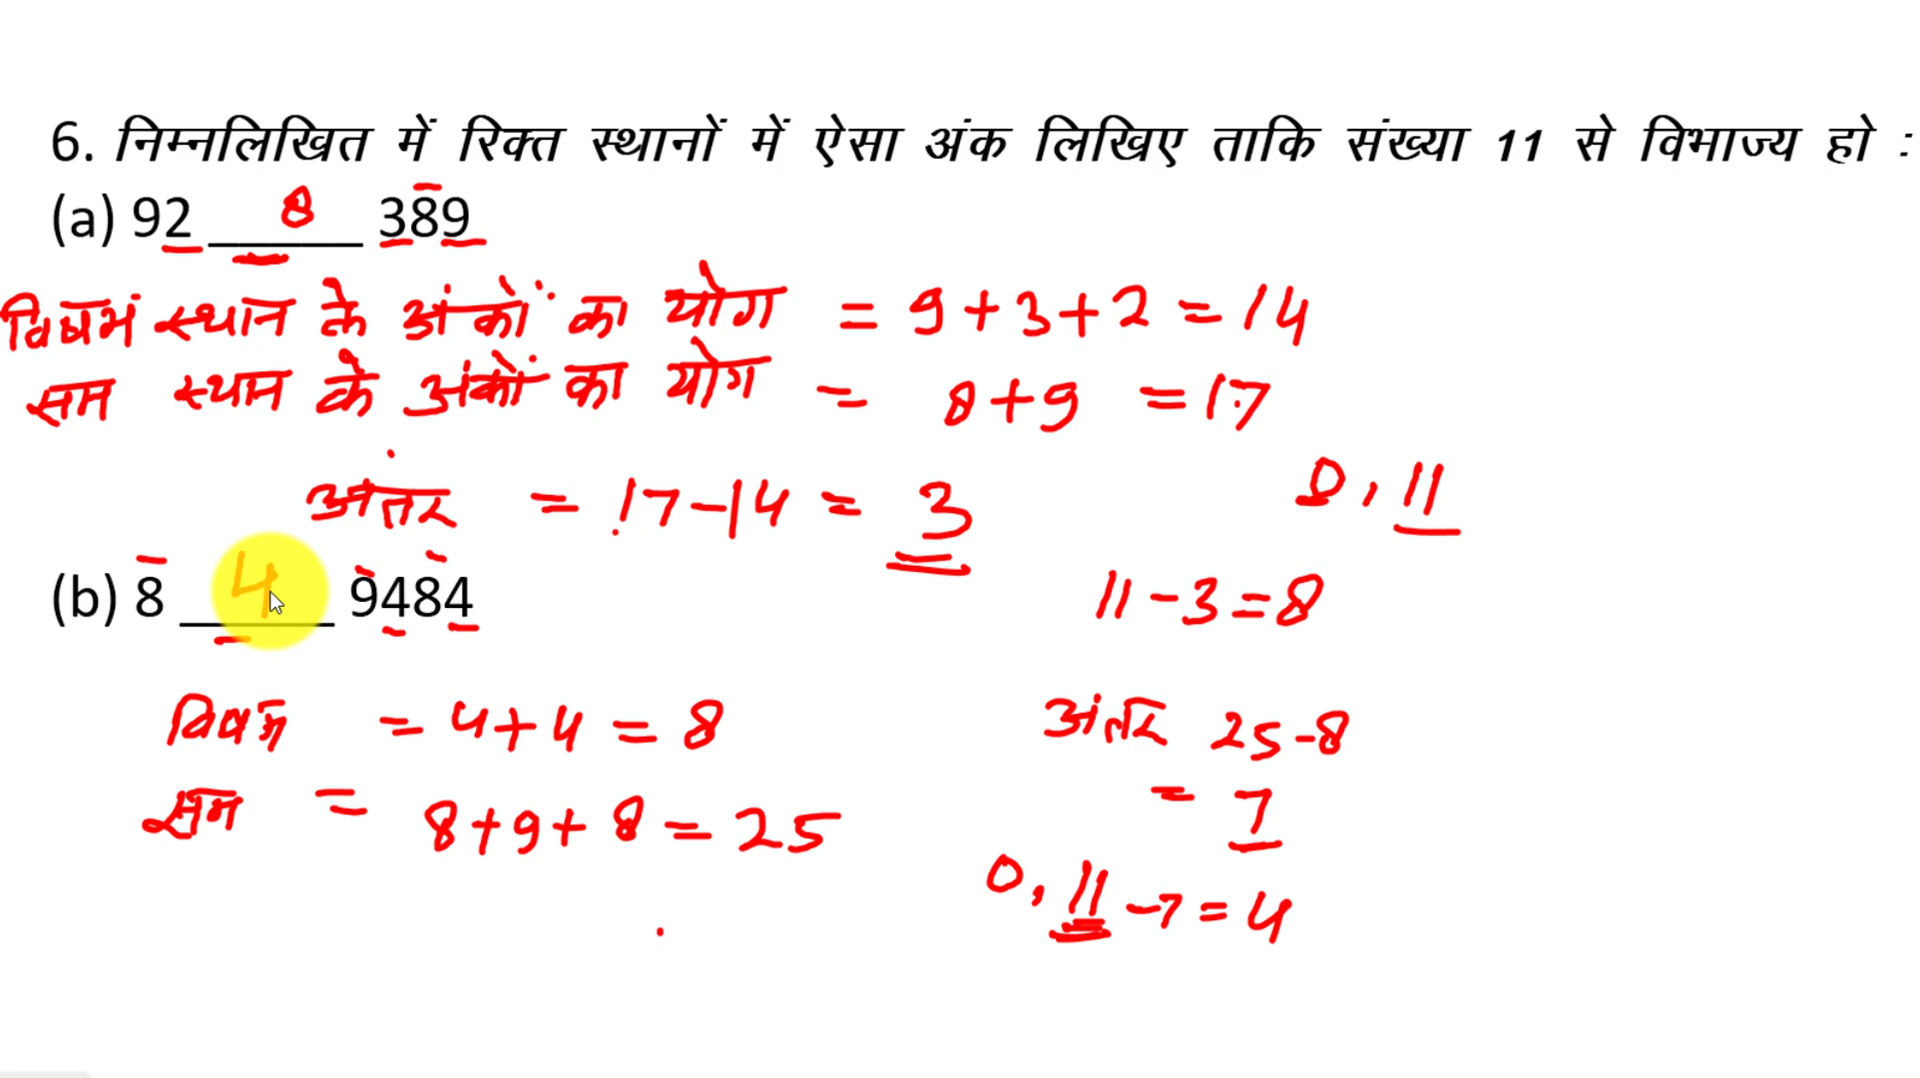 6. निम्नलिखित में रिक्त स्थानों में ऐसा अंक लिखिए ताकि संख्या 11 से विभाज्य हो :
(a) 92 __8__ 389
विषम स्थान के अंकों का योग = 9+3+2=14
सम स्थान के अंकों का योग = 8+9 =17
अंतर = 17-14 = 3
0, 11
(b) 8 __4__ 9484
11-3=8
विषम = 4+4=8
सम = 8+9+8=25
अंतर 25-8
= 7
0, 11 -7=4